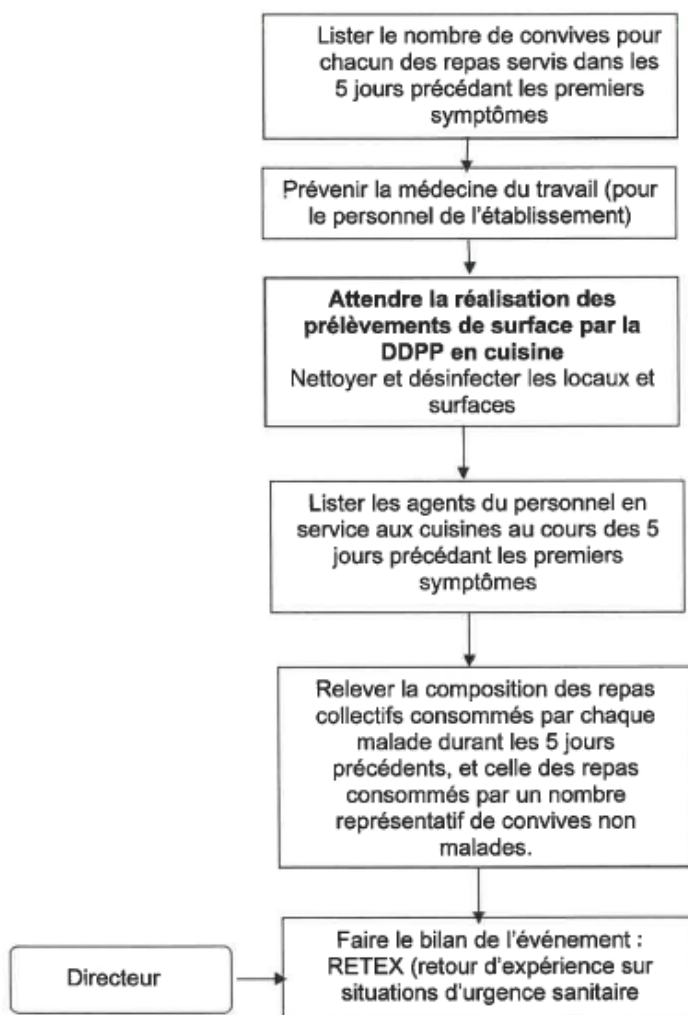 Lister le nombre de convives pour
chacun des repas servis dans les
5 jours précédant les premiers
symptômes
Prévenir la médecine du travail (pour
le personnel de l'établissement)
Attendre la réalisation des
prélèvements de surface par la
DDPP en cuisine
Nettoyer et désinfecter les locaux et
surfaces
Lister les agents du personnel en
service aux cuisines au cours des 5
jours précédant les premiers
symptômes
Relever la composition des repas
collectifs consommés par chaque
malade durant les 5 jours
précédents, et celle des repas
consommés par un nombre
représentatif de convives non
malades.
Directeur
Faire le bilan de l'événement :
RETEX (retour d'expérience sur
situations d'urgence sanitaire